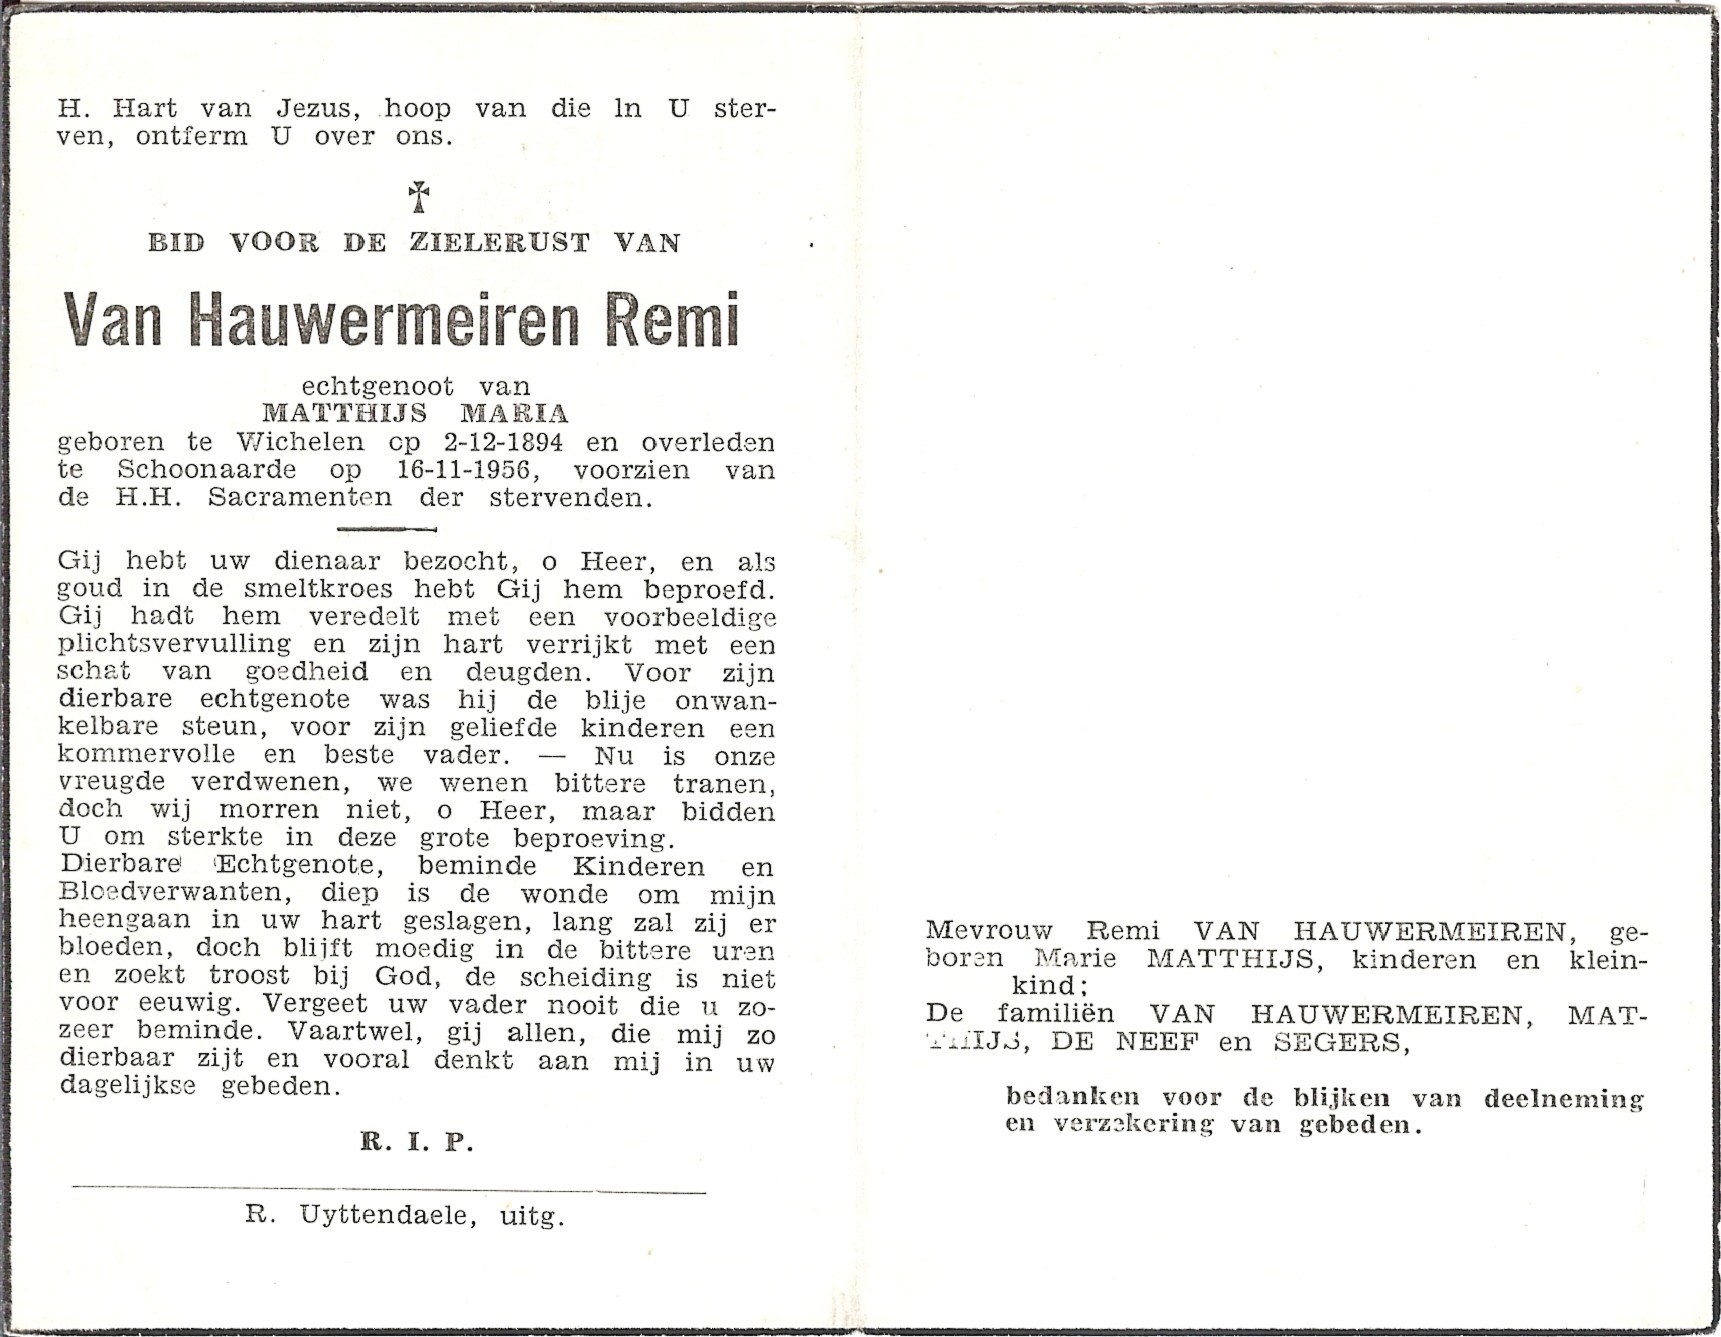 H. Hart van Jezus, hoop van die ln U ster-
ven, ontferm U over ons.
BID VOOR DE ZIELERUST VAN
Van Hauwermeiren Remi
echtgenoot van
MATTHIJS MARIA
geboren te Wichelen op 2-12-1894 en overleden
te Schoonaarde op 16-11-1956, voorzien van
de H.H. Sacramenten der stervenden.
Gij hebt uw dienaar bezocht, o Heer, en als
goud in de smeltkroes hebt Gij hem beproefd.
Gij hadt hem veredelt met een voorbeeldige
plichtsvervulling en zijn hart verrijkt met een
schat van goedheid en deugden. Voor zijn
dierbare echtgenote was hij de blije onwan-
kelbare steun, voor zijn geliefde kinderen een
kommervolle en beste vader. — Nu is onze
vreugde verdwenen, we wenen bittere tranen,
doch wij morren niet, o Heer, maar bidden
U om sterkte in deze grote beproeving.
Dierbare Echtgenote, beminde Kinderen en
Bloedverwanten, diep is de wonde om mijn
heengaan in uw hart geslagen, lang zal zij er
bloeden, doch blijft moedig in de bittere uren
en zoekt troost bij God, de scheiding is niet
voor eeuwig. Vergeet uw vader nooit die u zo-
zeer beminde. Vaartwel, gij allen, die mij zo
dierbaar zijt en vooral denkt aan mij in uw
dagelijkse gebeden.
R. I. P.
R. Uyttendaele, uitg.
Mevrouw Remi VAN HAUWERMEIREN, ge-
boren Marie MATTHIJS, kinderen en klein-
kind;
De familiën VAN HAUWERMEIREN, MAT-
THIJS, DE NEEF en SEGERS,
bedanken voor de blijken van deelneming
en verzekering van gebeden.